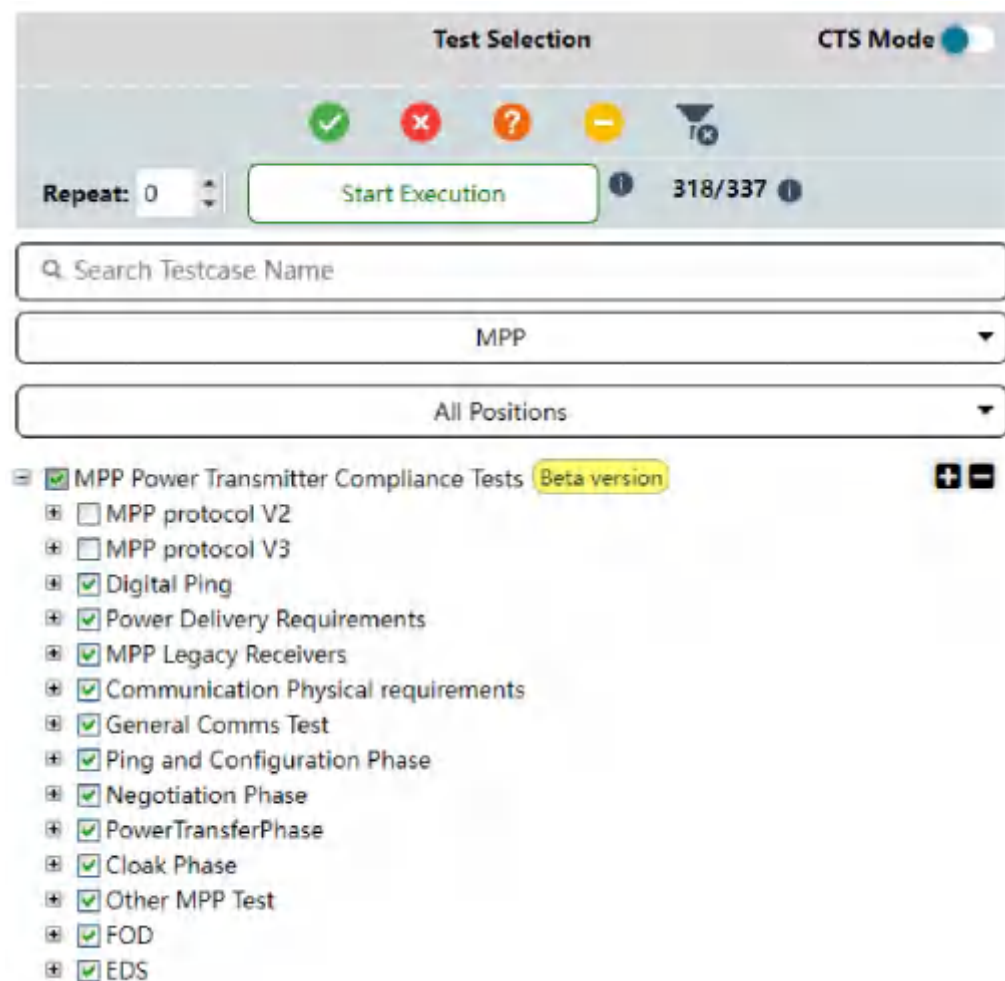 Test Selection CTS Mode
Repeat: 0 Start Execution 318/337
Search Testcase Name
MPP
All Positions
MPP Power Transmitter Compliance Tests Beta version
MPP protocol V2
MPP protocol V3
Digital Ping
Power Delivery Requirements
MPP Legacy Receivers
Communication Physical requirements
General Comms Test
Ping and Configuration Phase
Negotiation Phase
PowerTransferPhase
Cloak Phase
Other MPP Test
FOD
EDS